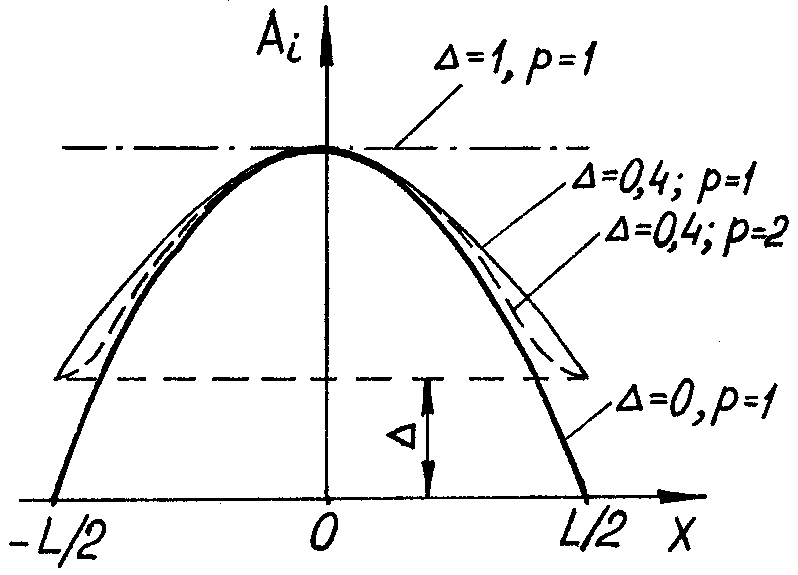 Ai
Δ=1, p=1
Δ=0,4; p=1
Δ=0,4; p=2
Δ=0, p=1
Δ
-L/2
0
L/2
X